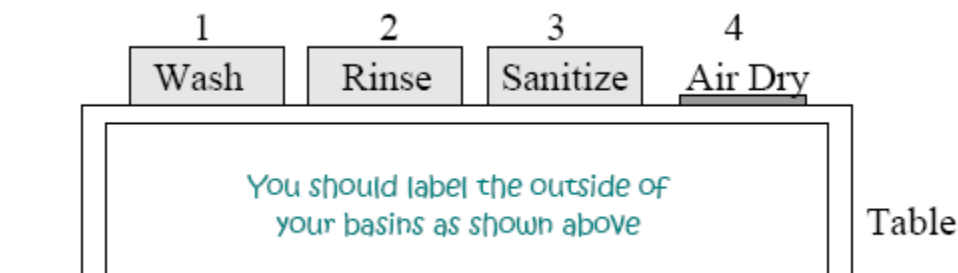 1 2 3 4
Wash Rinse Sanitize Air Dry
You should label the outside of
your basins as shown above
Table